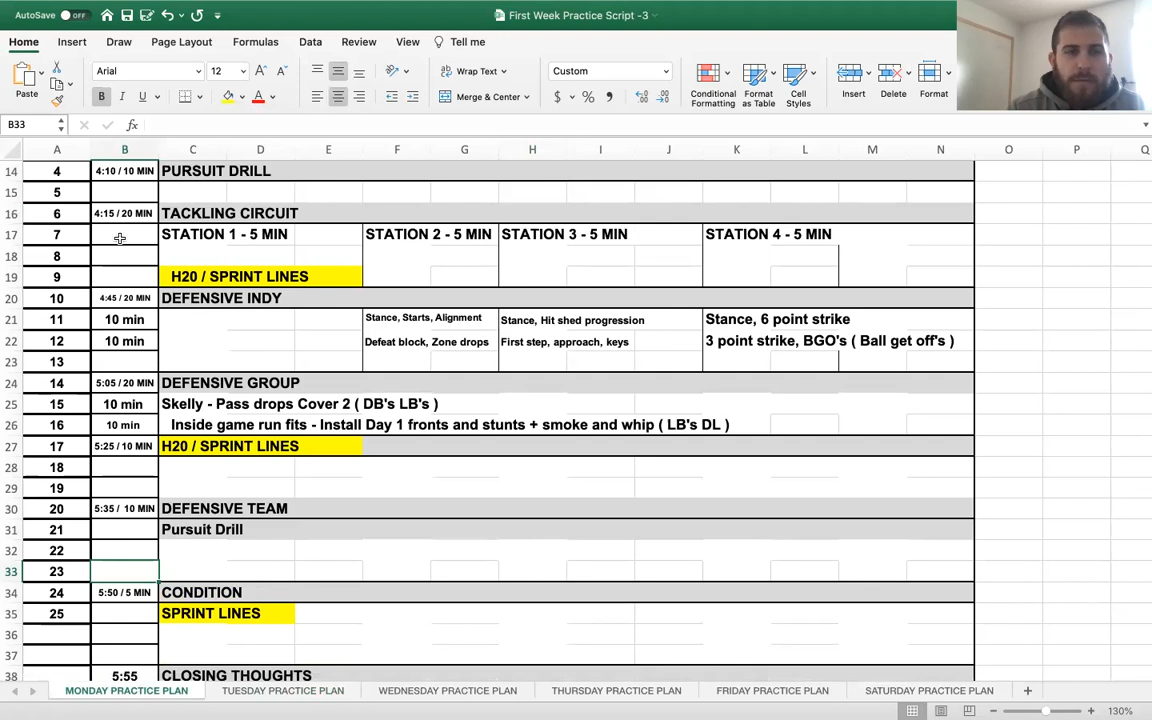 AutoSave OFF First Week Practice Script -3
Home Insert Draw Page Layout Formulas Data Review View Tell me
Paste Arial 12 A A Wrap Text Custom Conditional Formatting Format as Table Cell Styles Insert Delete Format
B I U A Merge & Center $ % 9
B33 fx
A B C D E F G H I J K L M N O P Q
14 4 4:10 / 10 MIN PURSUIT DRILL
15 5
16 6 4:15 / 20 MIN TACKLING CIRCUIT
17 7 STATION 1 - 5 MIN STATION 2 - 5 MIN STATION 3 - 5 MIN STATION 4 - 5 MIN
18 8
19 9 H20 / SPRINT LINES
20 10 4:45 / 20 MIN DEFENSIVE INDY
21 11 10 min Stance, Starts, Alignment Stance, Hit shed progression Stance, 6 point strike
22 12 10 min Defeat block, Zone drops First step, approach, keys 3 point strike, BGO's ( Ball get off's )
23 13
24 14 5:05 / 20 MIN DEFENSIVE GROUP
25 15 10 min Skelly - Pass drops Cover 2 ( DB's LB's )
26 16 10 min Inside game run fits - Install Day 1 fronts and stunts + smoke and whip ( LB's DL )
27 17 5:25 / 10 MIN H20 / SPRINT LINES
28 18
29 19
30 20 5:35 / 10 MIN DEFENSIVE TEAM
31 21 Pursuit Drill
32 22
33 23
34 24 5:50 / 5 MIN CONDITION
35 25 SPRINT LINES
36
37
38 5:55 CLOSING THOUGHTS
MONDAY PRACTICE PLAN TUESDAY PRACTICE PLAN WEDNESDAY PRACTICE PLAN THURSDAY PRACTICE PLAN FRIDAY PRACTICE PLAN SATURDAY PRACTICE PLAN +
130%